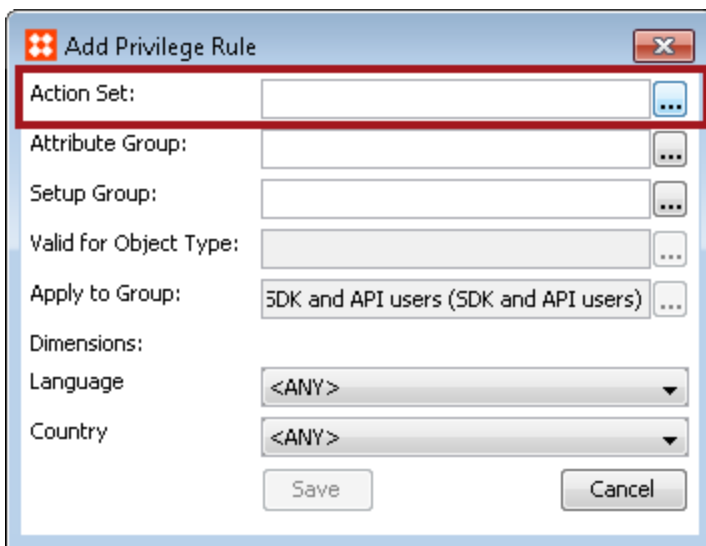 Add Privilege Rule
Action Set: ...
Attribute Group: ...
Setup Group: ...
Valid for Object Type: ...
Apply to Group: SDK and API users (SDK and API users) ...
Dimensions:
Language <ANY>
Country <ANY>
Save Cancel